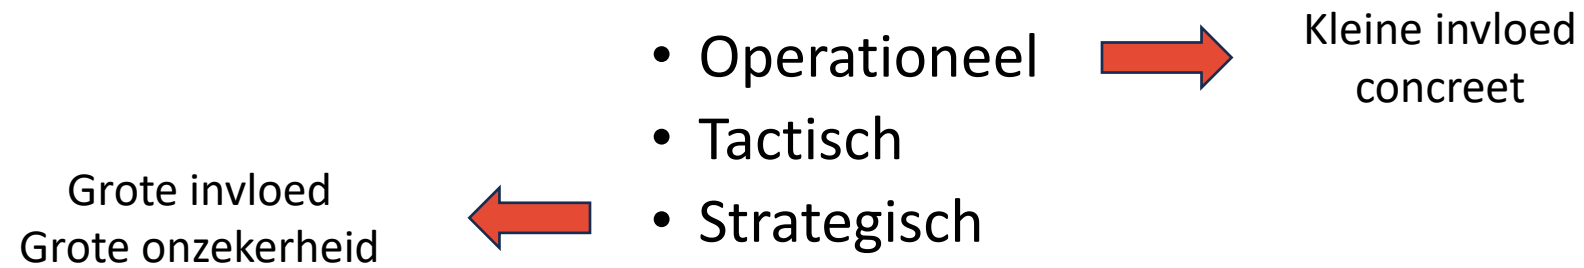 • Operationeel
Kleine invloed
concreet
• Tactisch
Grote invloed
Grote onzekerheid
• Strategisch